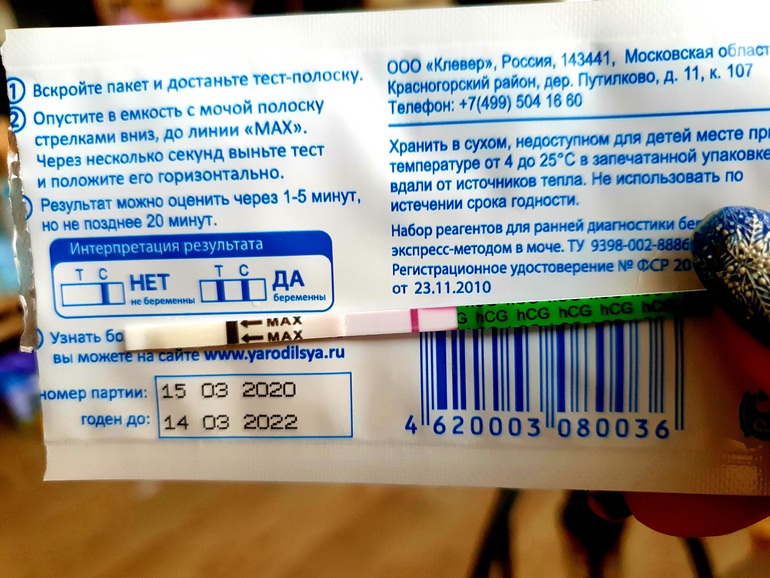 1 Вскройте пакет и достаньте тест-полоску.
2 Опустите в емкость с мочой полоску
стрелками вниз, до линии «MAX».
Через несколько секунд выньте тест
и положите его горизонтально.
Результат можно оценить через 1-5 минут,
но не позднее 20 минут.
Интерпретация результата
T C НЕТ
не беременны
T C ДА
беременны
MAX
MAX
Узнать бо
вы можете на сайте www.yarodilsya.ru
номер партии: 15 03 2020
годен до: 14 03 2022
ООО «Клевер», Россия, 143441, Московская област
Красногорский район, дер. Путилково, д. 11, к. 107
Телефон: +7(499) 504 16 60
Хранить в сухом, недоступном для детей месте при
температуре от 4 до 25°C в запечатанной упаковке
вдали от источников тепла. Не использовать по
истечении срока годности.
Набор реагентов для ранней диагностики бер
экспресс-методом в моче. ТУ 9398-002-8886
Регистрационное удостоверение № ФСР 20
от 23.11.2010
G hCG hCG hCG hCG hCG
4 620003 080036